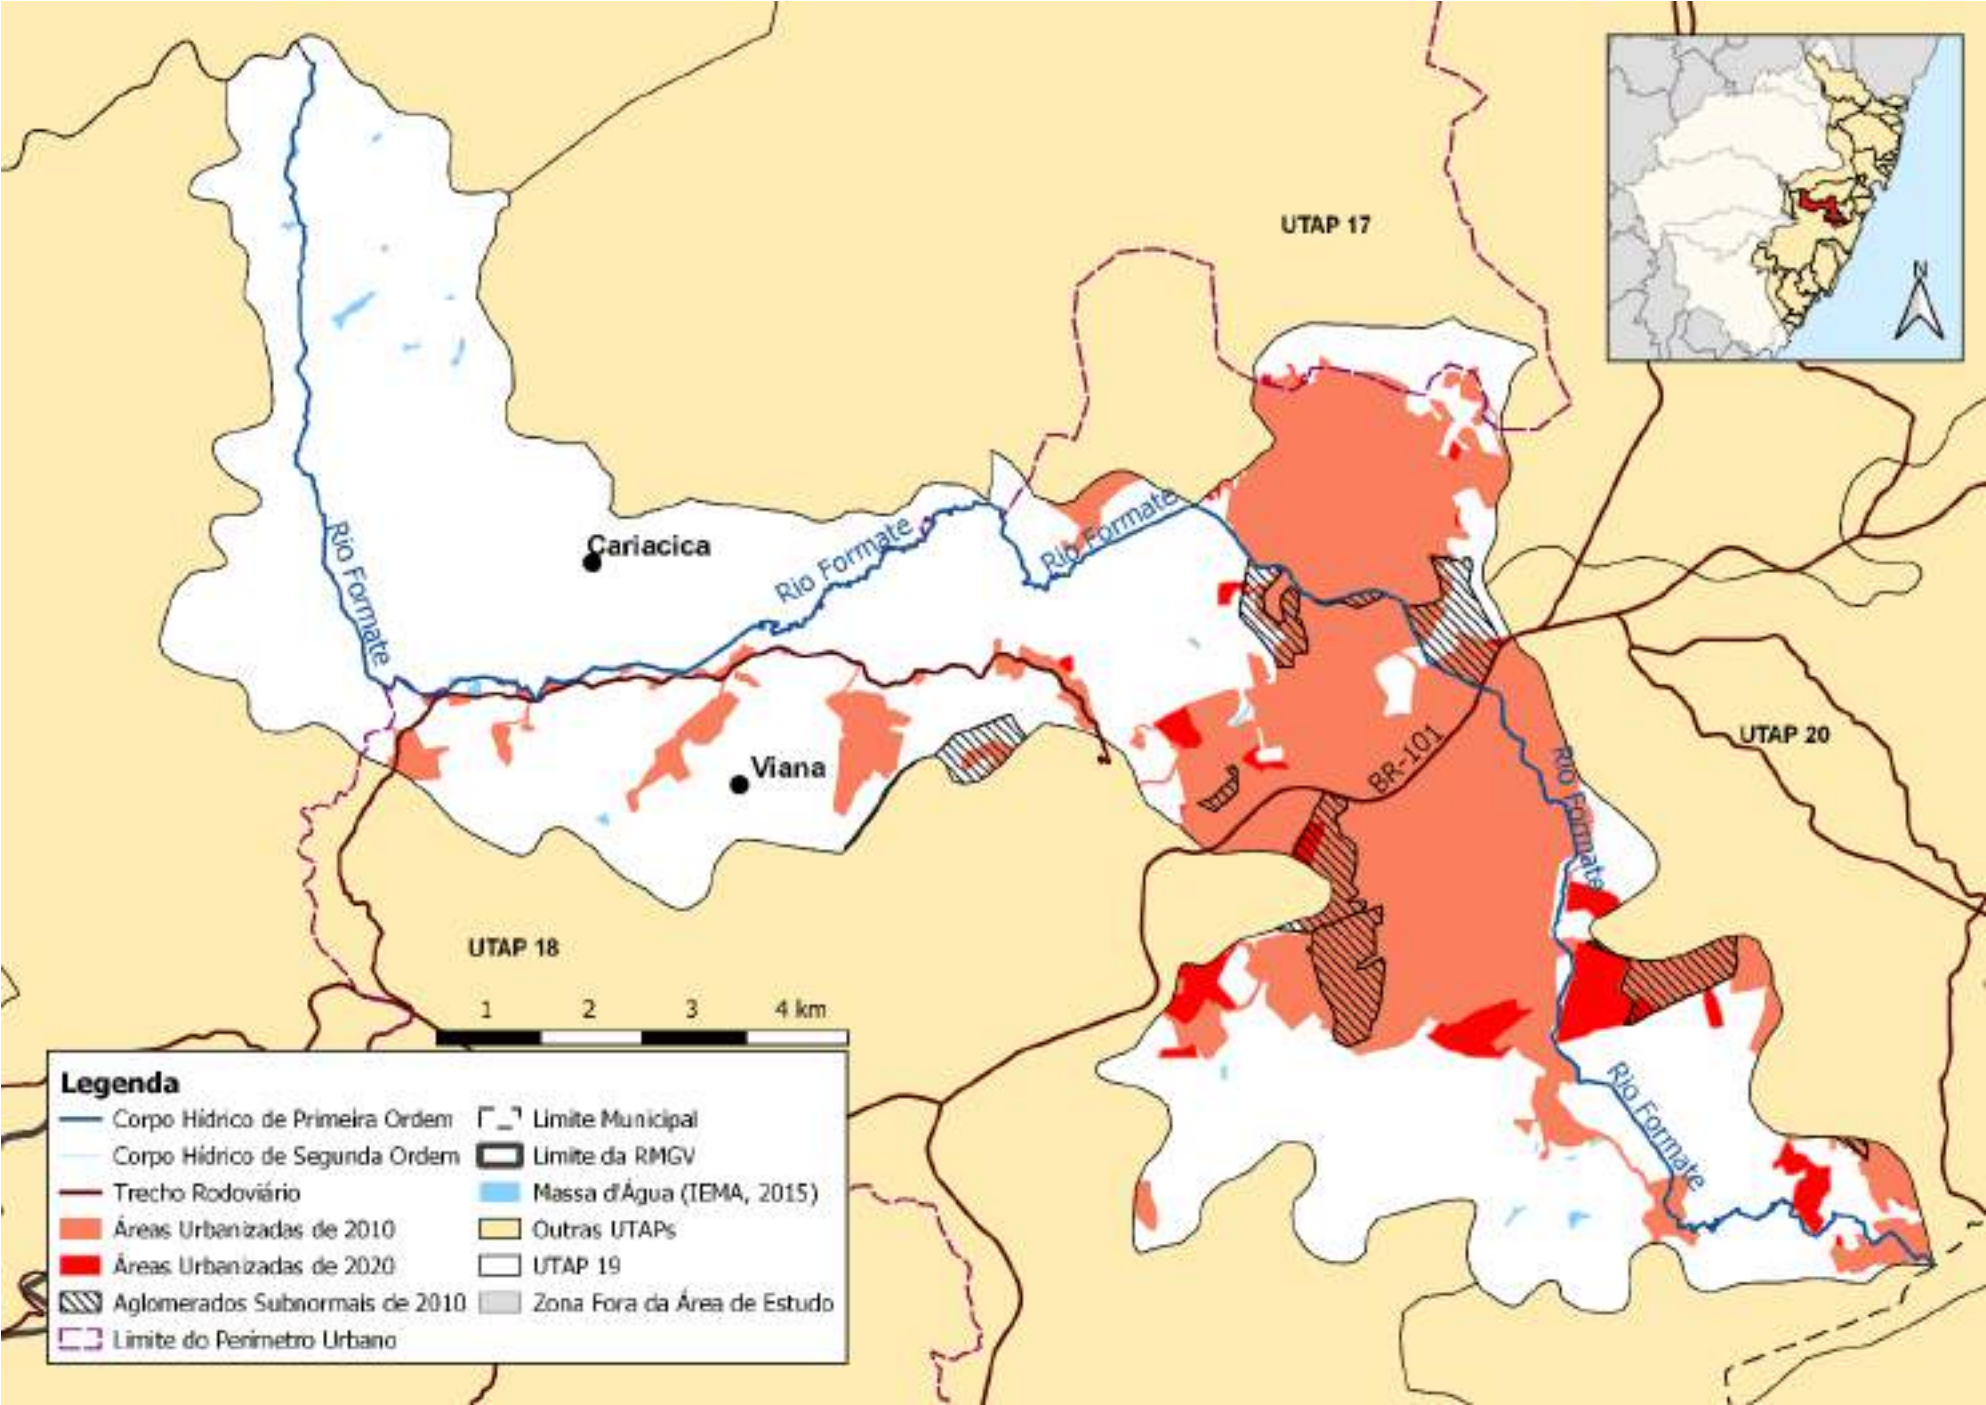 N
UTAP 17
Cariacica
Rio Formate
Rio Formate
Rio Formate
Viana
BR-101
UTAP 20
Rio Formate
UTAP 18
1 2 3 4 km
Rio Formate
Legenda
Corpo Hídrico de Primeira Ordem
Corpo Hídrico de Segunda Ordem
Trecho Rodoviário
Áreas Urbanizadas de 2010
Áreas Urbanizadas de 2020
Aglomerados Subnormais de 2010
Limite do Perímetro Urbano
Limite Municipal
Limite da RMGV
Massa d'Água (IEMA, 2015)
Outras UTAPs
UTAP 19
Zona Fora da Área de Estudo